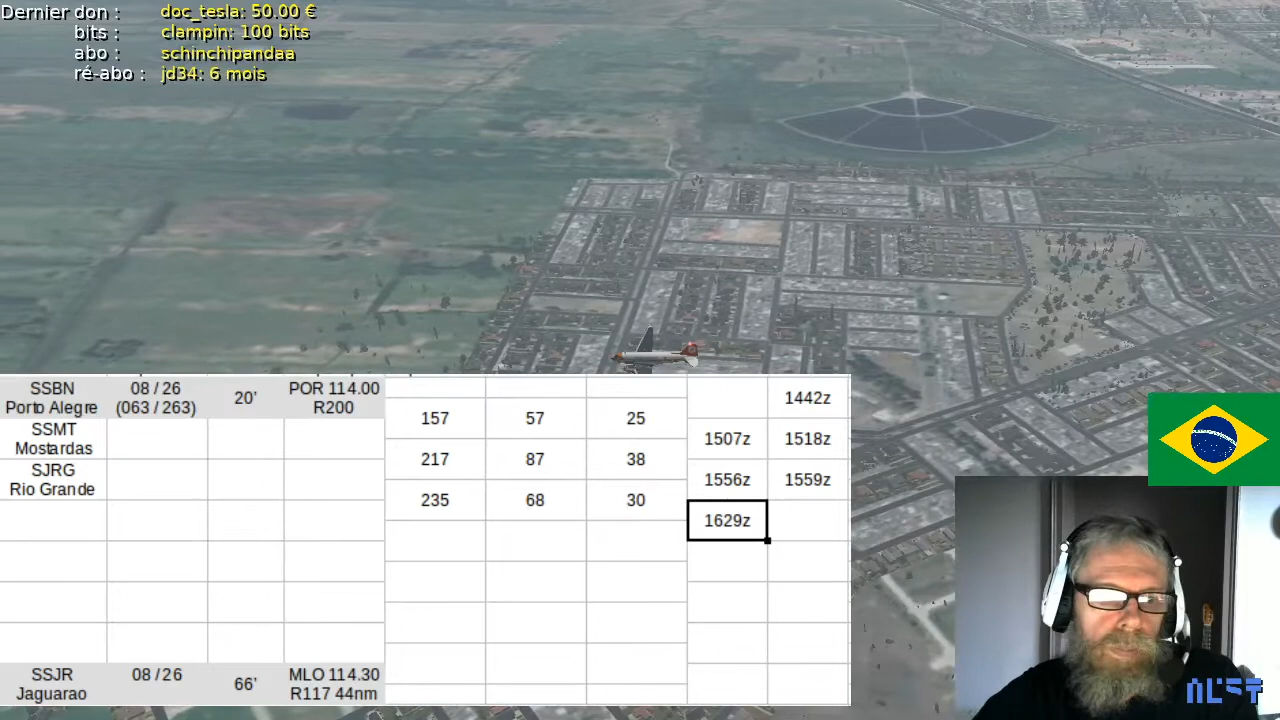 Dernier don : doc_tesla: 50.00 €
bits : clampin: 100 bits
abo : schinchipandaa
ré-abo : jd34: 6 mois
SSBN 08 / 26 20' POR 114.00 1442z
Porto Alegre (063 / 263) R200
157 57 25
SSMT 1507z 1518z
Mostardas
217 87 38
SJRG 1556z 1559z
Rio Grande
235 68 30
1629z
SSJR 08 / 26 66' MLO 114.30
Jaguarao R117 44nm